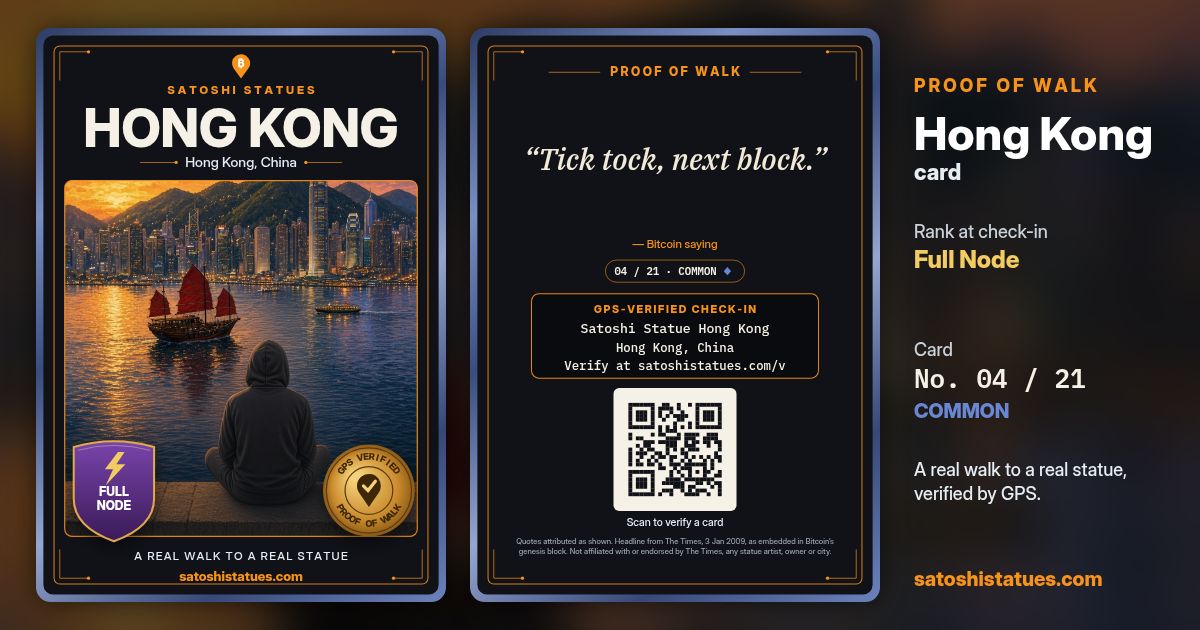 SATOSHI STATUES
HONG KONG
Hong Kong, China
FULL
NODE
GPS VERIFIED
PROOF OF WALK
A REAL WALK TO A REAL STATUE
satoshistatues.com
PROOF OF WALK
“Tick tock, next block.”
— Bitcoin saying
04 / 21 · COMMON
GPS-VERIFIED CHECK-IN
Satoshi Statue Hong Kong
Hong Kong, China
Verify at satoshistatues.com/v
Scan to verify a card
Quotes attributed as shown. Headline from The Times, 3 Jan 2009, as embedded in Bitcoin's
genesis block. Not affiliated with or endorsed by The Times, any statue artist, owner or city.
PROOF OF WALK
Hong Kong
card
Rank at check-in
Full Node
Card
No. 04 / 21
COMMON
A real walk to a real statue,
verified by GPS.
satoshistatues.com